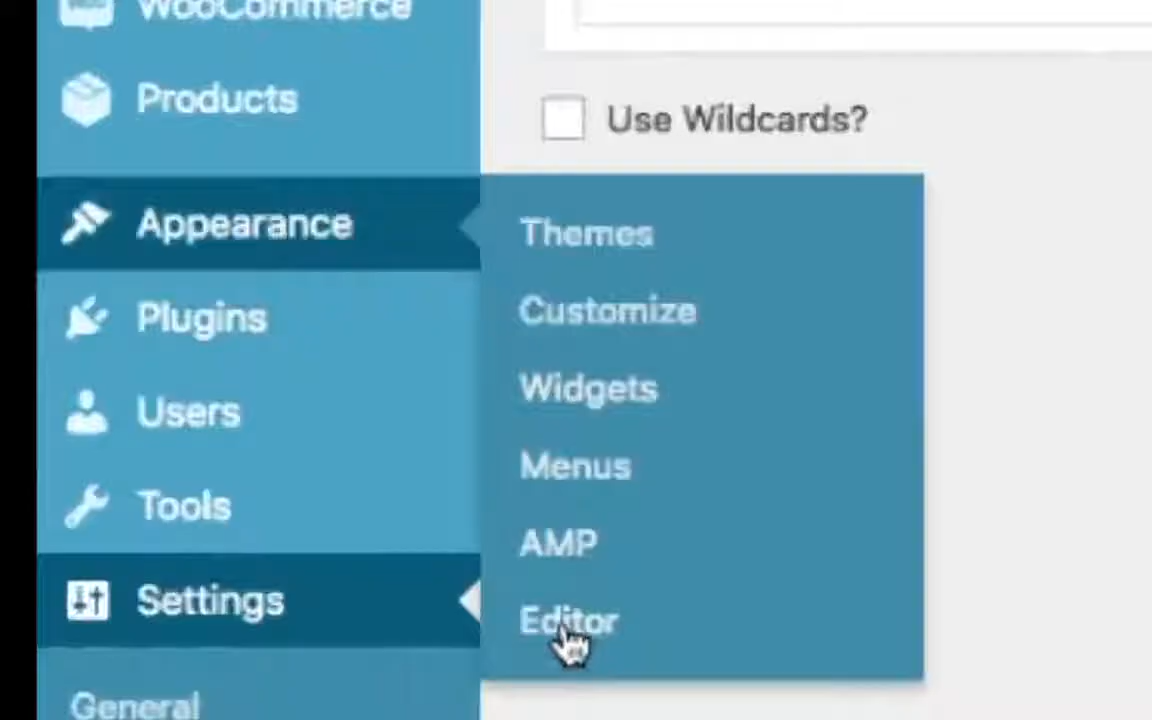 WooCommerce
Products
Use Wildcards?
Appearance
Themes
Customize
Plugins
Widgets
Users
Menus
Tools
AMP
Settings
Editor
General